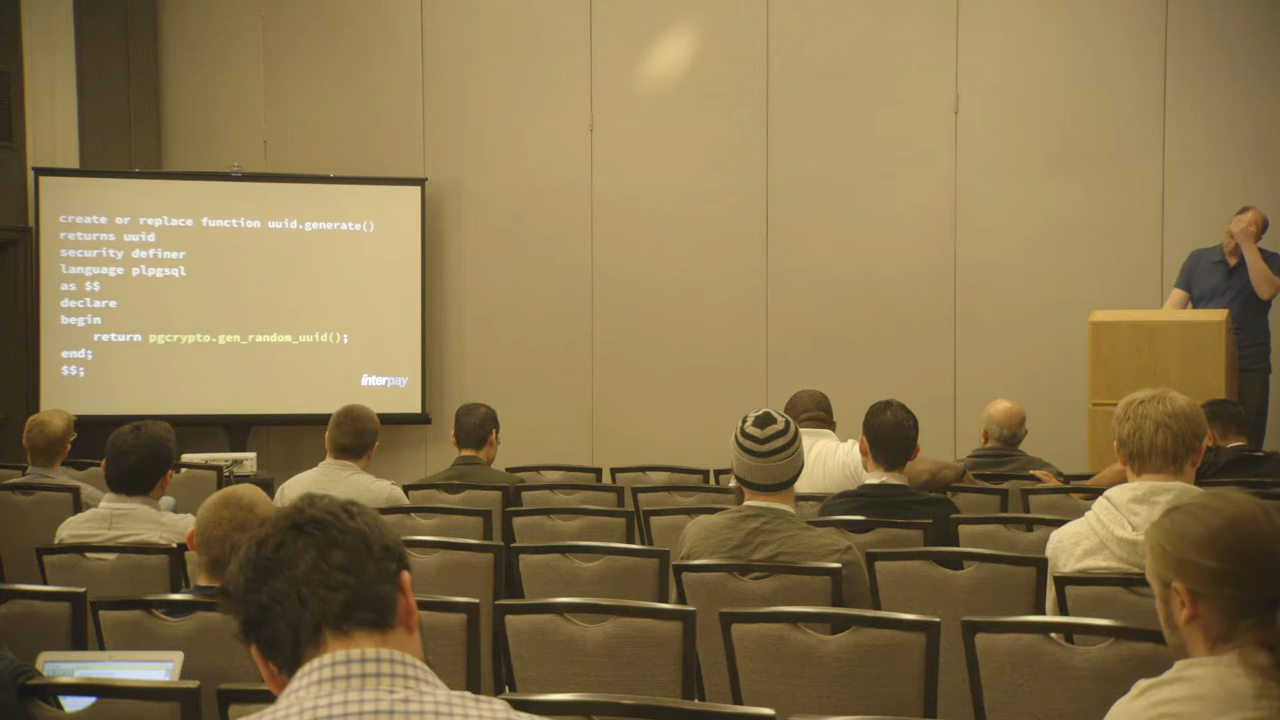 create or replace function uuid.generate()
returns uuid
security definer
language plpgsql
as $$
declare
begin
    return pgcrypto.gen_random_uuid();
end;
$$;
interpay